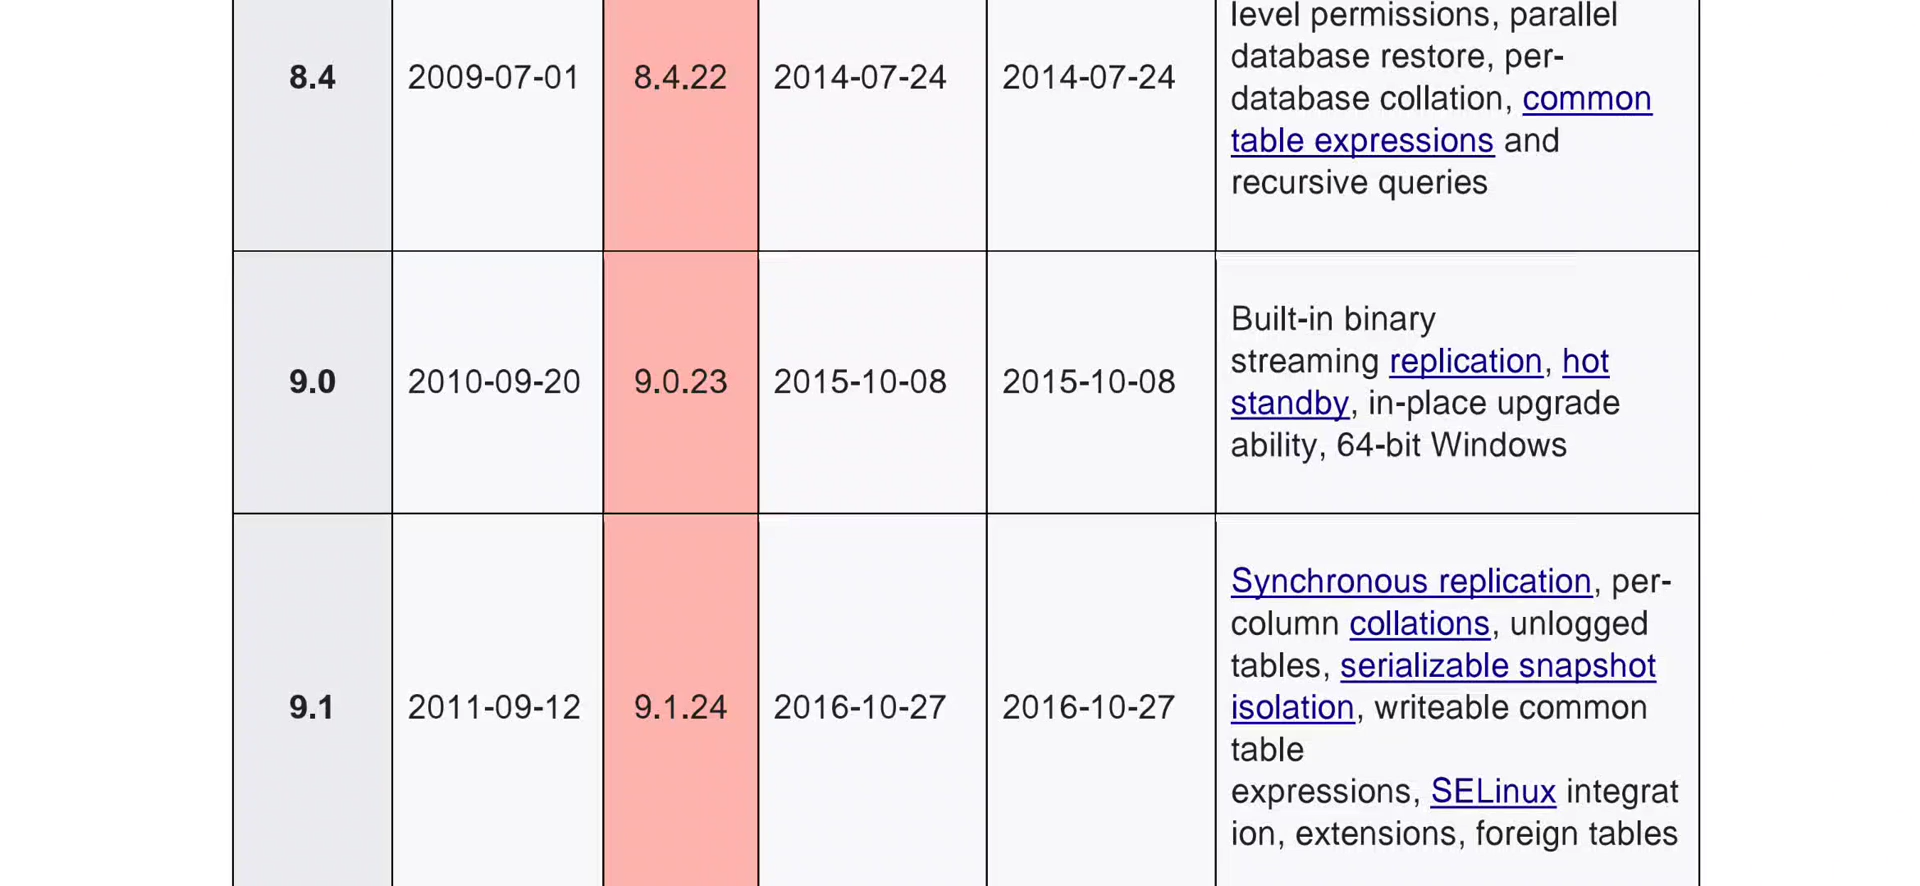 level permissions, parallel
database restore, per-
8.4 2009-07-01 8.4.22 2014-07-24 2014-07-24
database collation, common
table expressions and
recursive queries
Built-in binary
streaming replication, hot
9.0 2010-09-20 9.0.23 2015-10-08 2015-10-08
standby, in-place upgrade
ability, 64-bit Windows
Synchronous replication, per-
column collations, unlogged
tables, serializable snapshot
9.1 2011-09-12 9.1.24 2016-10-27 2016-10-27
isolation, writeable common
table
expressions, SELinux integrat
ion, extensions, foreign tables